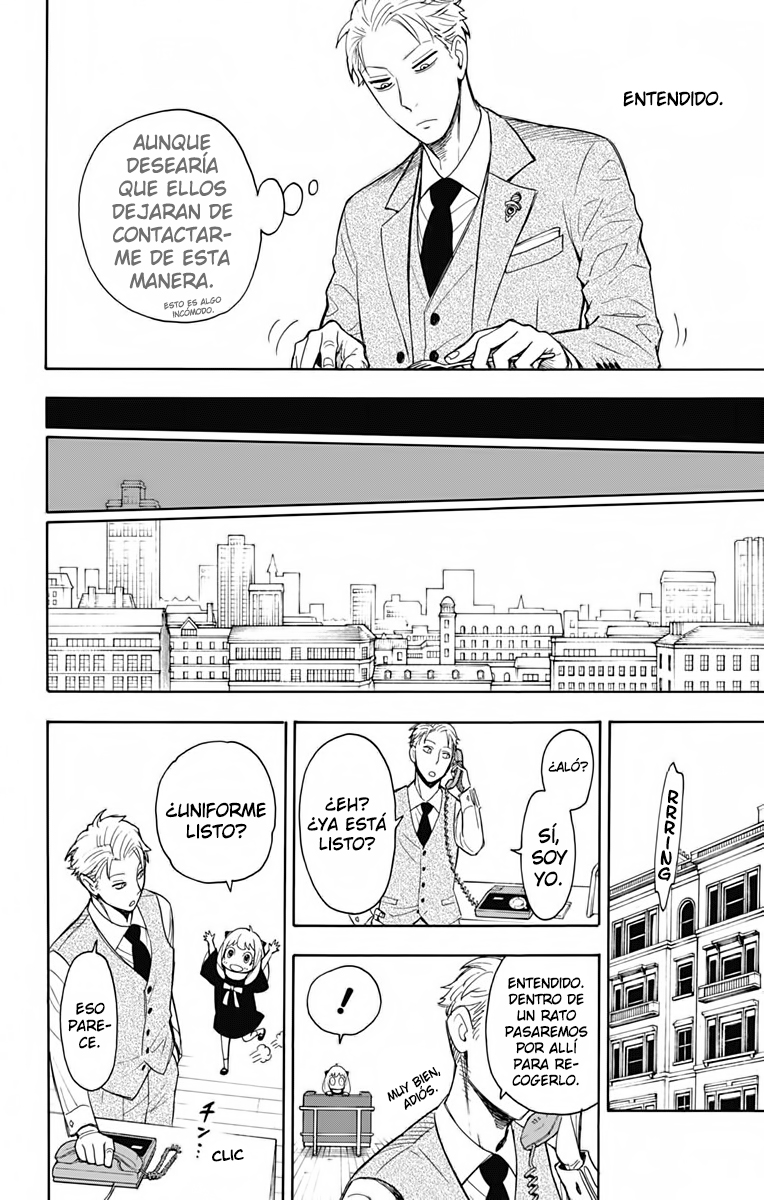 ENTENDIDO.
AUNQUE
DESEARÍA
QUE ELLOS
DEJARAN DE
CONTACTAR-
ME DE ESTA
MANERA.
ESTO ES ALGO
INCÓMODO.
RRRING
¿ALÓ?
SÍ,
SOY
YO.
¿EH?
¿YA ESTÁ
LISTO?
ENTENDIDO.
DENTRO DE
UN RATO
PASAREMOS
POR ALLÍ
PARA RE-
COGERLO.
MUY BIEN,
ADIÓS.
!
¿UNIFORME
LISTO?
ESO
PARE-
CE.
チン…
CLIC